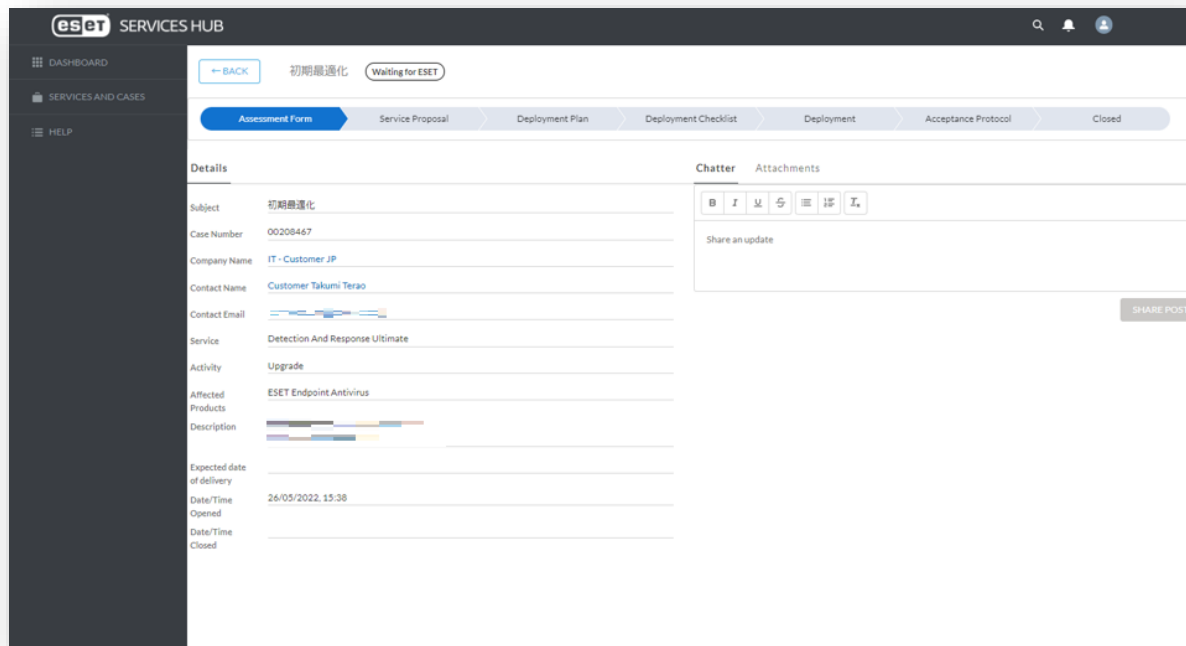 eset SERVICES HUB
DASHBOARD
SERVICES AND CASES
HELP
←BACK 初期最適化 Waiting for ESET
Assessment Form Service Proposal Deployment Plan Deployment Checklist Deployment Acceptance Protocol Closed
Details
Subject 初期最適化
Case Number 00208467
Company Name IT - Customer JP
Contact Name Customer Takumi Terao
Contact Email
Service Detection And Response Ultimate
Activity Upgrade
Affected Products ESET Endpoint Antivirus
Description
Expected date
of delivery
Date/Time Opened 26/05/2022, 15:38
Date/Time
Closed
Chatter Attachments
B I U S
Share an update
SHARE POST